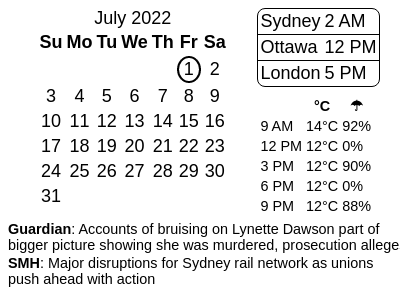 July 2022
Su Mo Tu We Th Fr Sa
1 2
3 4 5 6 7 8 9
10 11 12 13 14 15 16
17 18 19 20 21 22 23
24 25 26 27 28 29 30
31
Sydney 2 AM
Ottawa 12 PM
London 5 PM
°C ☂
9 AM 14°C 92%
12 PM 12°C 0%
3 PM 12°C 90%
6 PM 12°C 0%
9 PM 12°C 88%
Guardian: Accounts of bruising on Lynette Dawson part of
bigger picture showing she was murdered, prosecution allege
SMH: Major disruptions for Sydney rail network as unions
push ahead with action